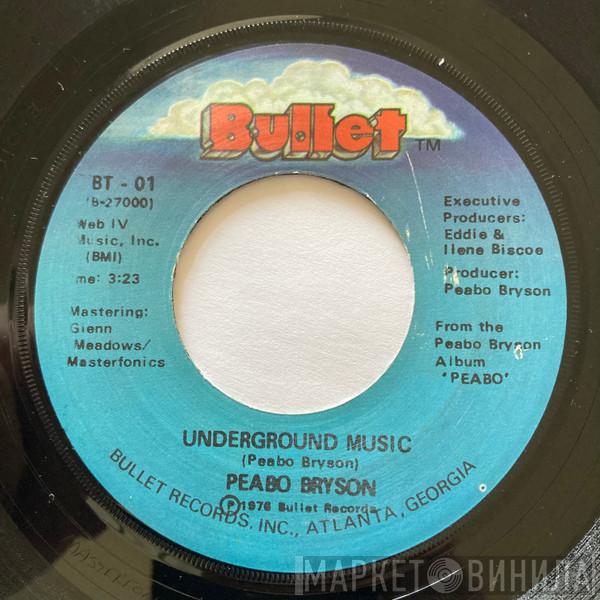 Bullet TM
BT - 01
(B-27000)
Web IV
Music, Inc.
(BMI)
me: 3:23
Mastering:
Glenn
Meadows/
Masterfonics
Executive
Producers:
Eddie &
Ilene Biscoe
Producer:
Peabo Bryson
From the
Peabo Bryson
Album
'PEABO'
UNDERGROUND MUSIC
(Peabo Bryson)
PEABO BRYSON
Ⓟ1976 Bullet Records
BULLET RECORDS, INC., ATLANTA, GEORGIA
МАРКЕТ ВИНИЛА